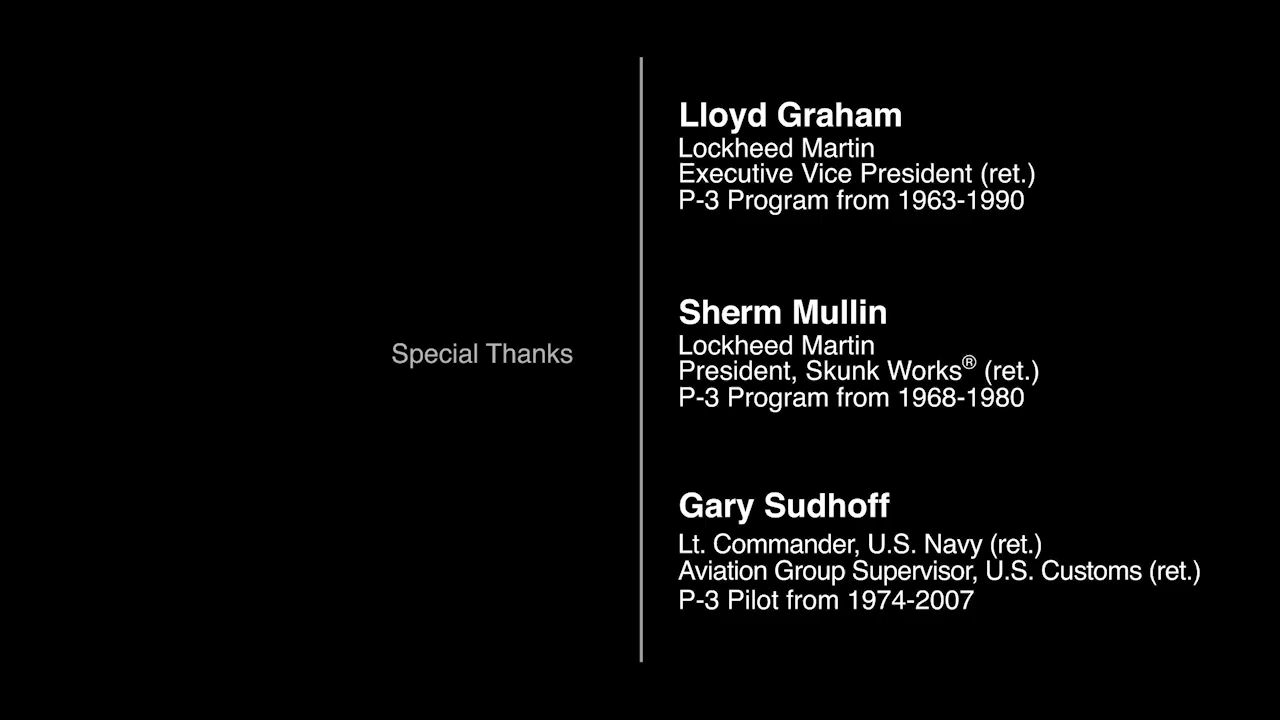 Special Thanks
Lloyd Graham
Lockheed Martin
Executive Vice President (ret.)
P-3 Program from 1963-1990
Sherm Mullin
Lockheed Martin
President, Skunk Works® (ret.)
P-3 Program from 1968-1980
Gary Sudhoff
Lt. Commander, U.S. Navy (ret.)
Aviation Group Supervisor, U.S. Customs (ret.)
P-3 Pilot from 1974-2007